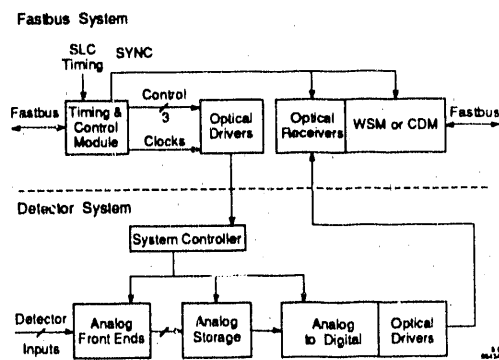 Fastbus System
SLC
Timing
SYNC
Fastbus
Timing &
Control
Module
Control
3
Clocks
Optical
Drivers
Optical
Receivers
WSM or CDM
Fastbus
Detector System
System Controller
Detector
Inputs
Analog
Front Ends
Analog
Storage
Analog
to Digital
Optical
Drivers